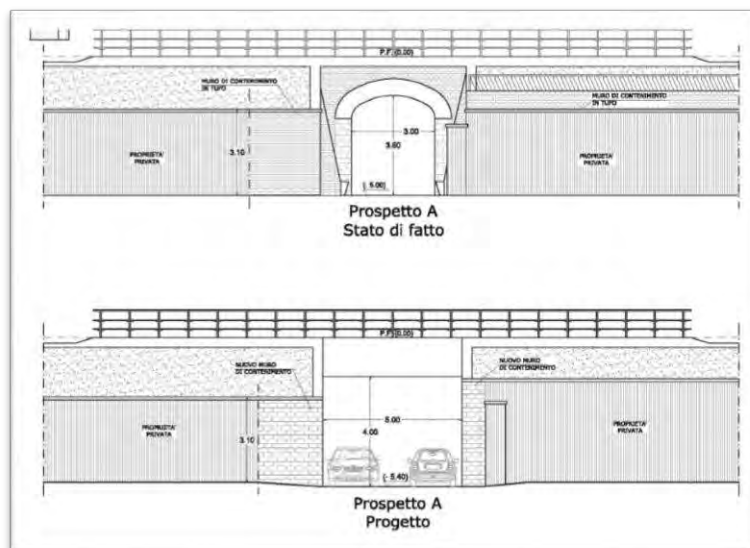 P.F. (0.00)
MURO DI CONTENIMENTO
IN TUFO
MURO DI CONTENIMENTO
IN TUFO
3.00
3.60
3.10
PROPRIETA'
PRIVATA
PROPRIETA'
PRIVATA
(- 5.00)
Prospetto A
Stato di fatto
P.F. (0.00)
NUOVO MURO
DI CONTENIMENTO
NUOVO MURO
DI CONTENIMENTO
5.00
4.00
3.10
PROPRIETA'
PRIVATA
PROPRIETA'
PRIVATA
(- 5.40)
Prospetto A
Progetto